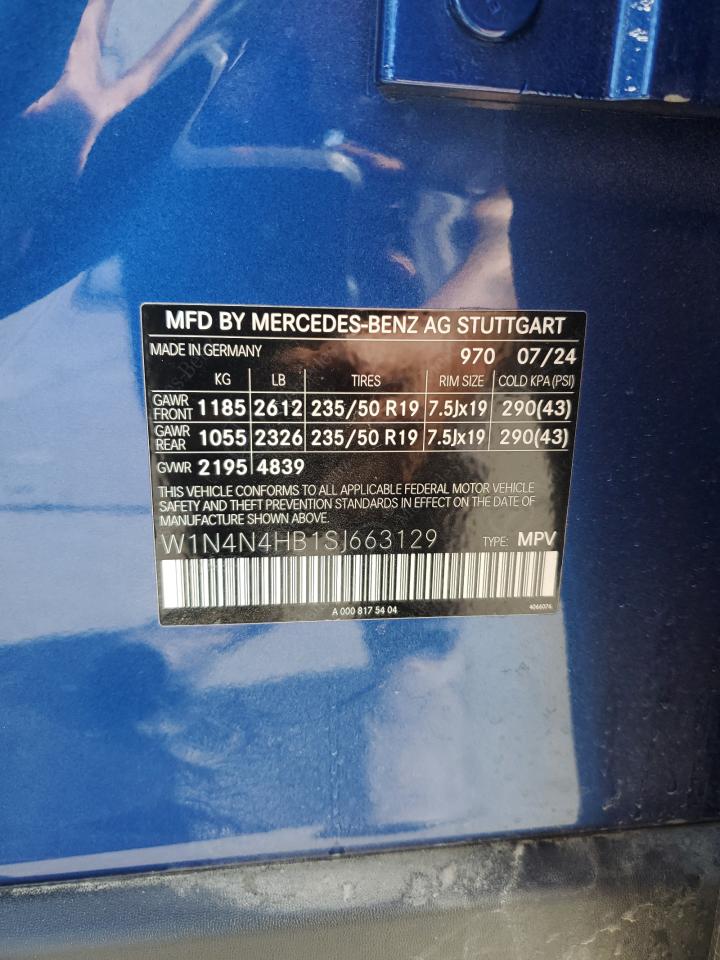 MFD BY MERCEDES-BENZ AG STUTTGART
MADE IN GERMANY 970 07/24
KG LB TIRES RIM SIZE COLD KPA (PSI)
GAWR FRONT 1185 2612 235/50 R19 7.5Jx19 290(43)
GAWR REAR 1055 2326 235/50 R19 7.5Jx19 290(43)
GVWR 2195 4839
THIS VEHICLE CONFORMS TO ALL APPLICABLE FEDERAL MOTOR VEHICLE
SAFETY AND THEFT PREVENTION STANDARDS IN EFFECT ON THE DATE OF
MANUFACTURE SHOWN ABOVE.
W1N4N4HB1SJ663129 TYPE: MPV
A 000 817 54 04 4066076